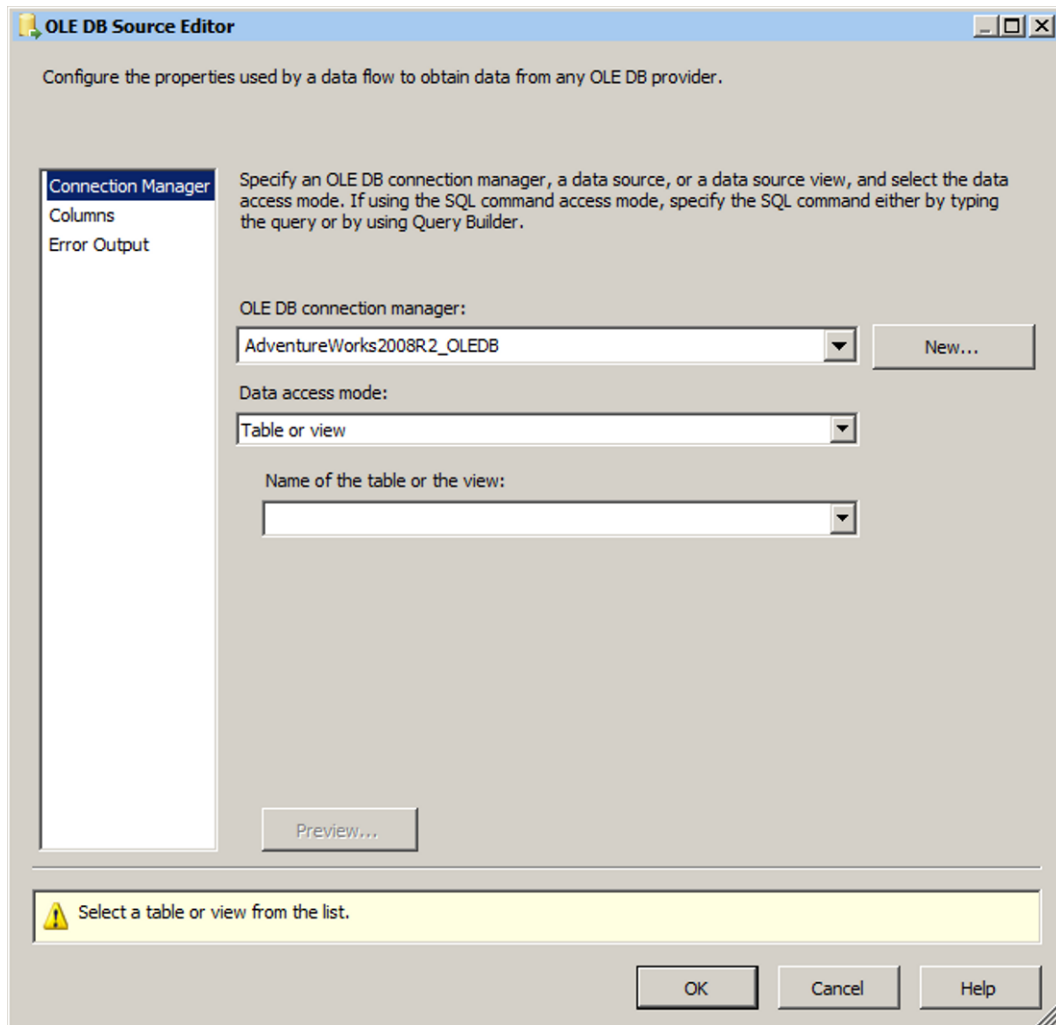 OLE DB Source Editor
Configure the properties used by a data flow to obtain data from any OLE DB provider.
Connection Manager
Columns
Error Output
Specify an OLE DB connection manager, a data source, or a data source view, and select the data
access mode. If using the SQL command access mode, specify the SQL command either by typing
the query or by using Query Builder.
OLE DB connection manager:
AdventureWorks2008R2_OLEDB
New...
Data access mode:
Table or view
Name of the table or the view:
Preview...
Select a table or view from the list.
OK
Cancel
Help